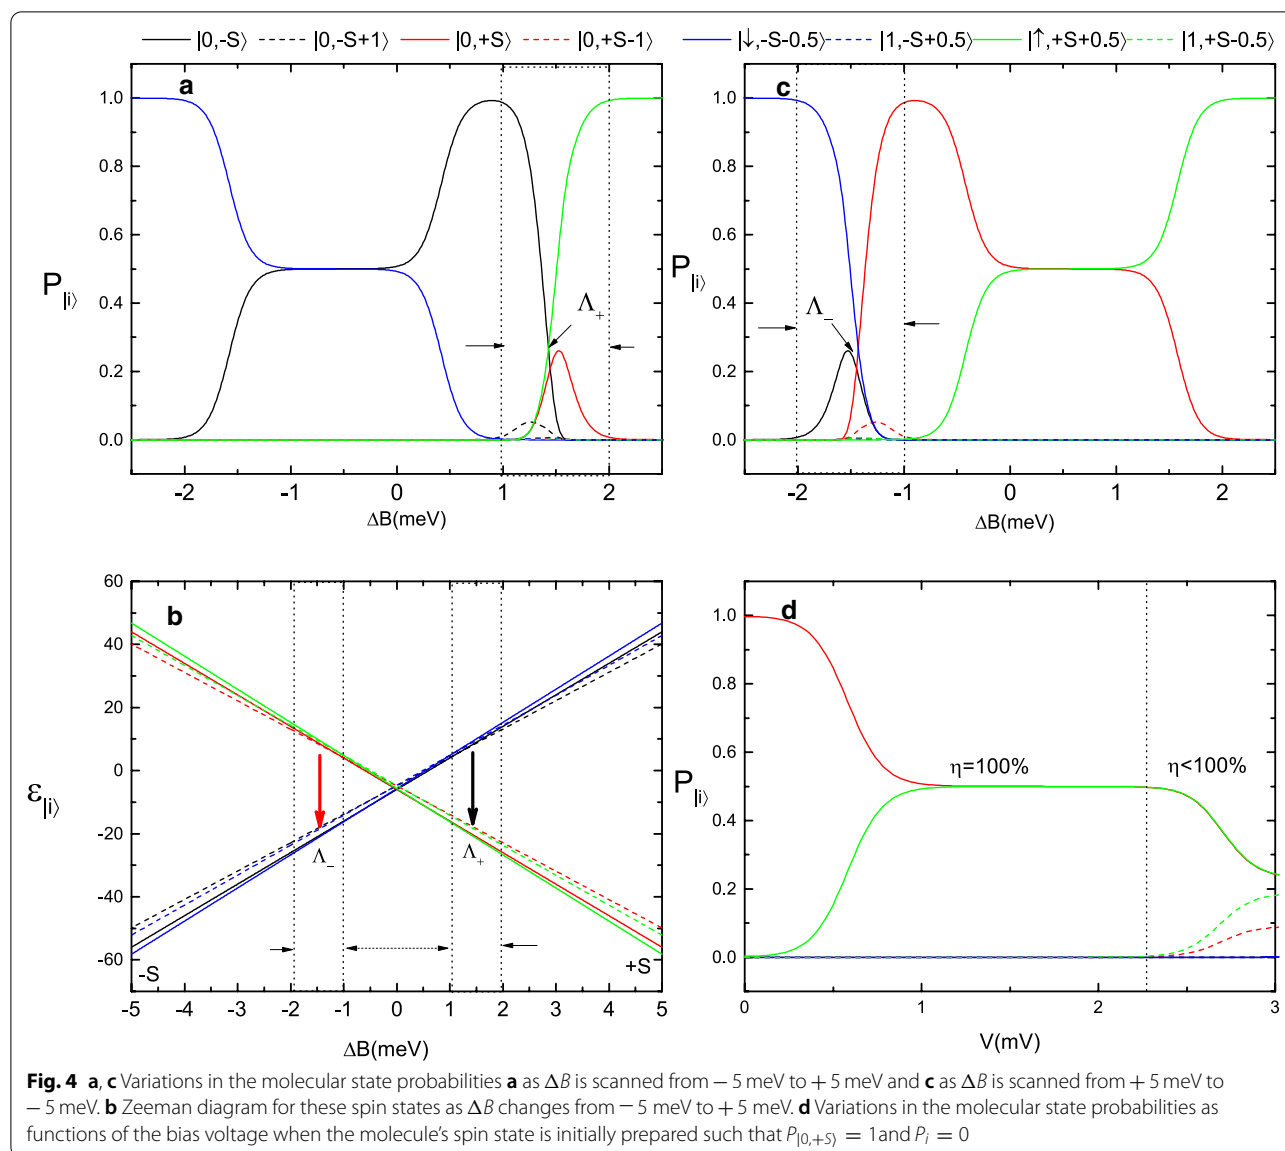 |0,-S⟩ |0,-S+1⟩ |0,+S⟩ |0,+S-1⟩ |↓,-S-0.5⟩ |1,-S+0.5⟩ |↑,+S+0.5⟩ |1,+S-0.5⟩
a
1.0
0.8
0.6
0.4
0.2
0.0
P|i⟩
Λ+
-2 -1 0 1 2
ΔB(meV)
c
1.0
0.8
0.6
0.4
0.2
0.0
P|i⟩
Λ−
-2 -1 0 1 2
ΔB(meV)
b
60
40
20
0
-20
-40
-60
ε|i⟩
Λ− Λ+
-S +S
-5 -4 -3 -2 -1 0 1 2 3 4 5
ΔB(meV)
d
1.0
0.8
0.6
0.4
0.2
0.0
P|i⟩
η=100% η<100%
0 1 2 3
V(mV)
Fig. 4 a, c Variations in the molecular state probabilities a as ΔB is scanned from − 5 meV to + 5 meV and c as ΔB is scanned from + 5 meV to
− 5 meV. b Zeeman diagram for these spin states as ΔB changes from − 5 meV to + 5 meV. d Variations in the molecular state probabilities as
functions of the bias voltage when the molecule's spin state is initially prepared such that P|0,+S⟩ = 1and Pi = 0